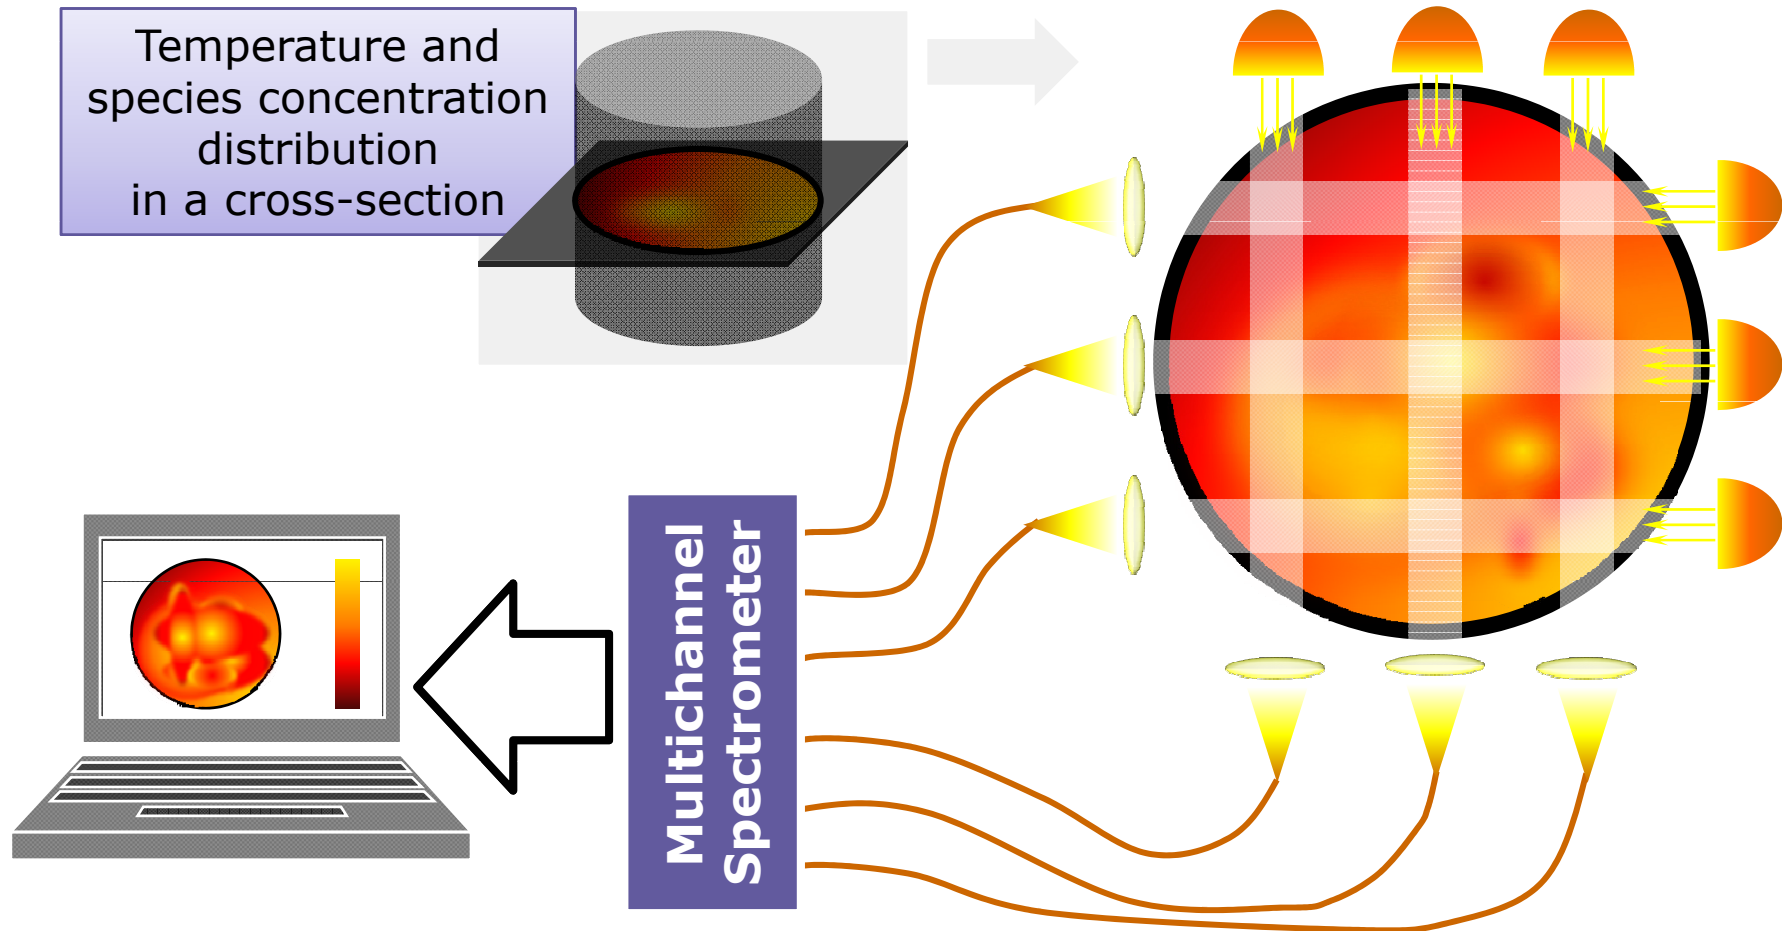 Temperature and
species concentration
distribution
in a cross-section
Multichannel
Spectrometer